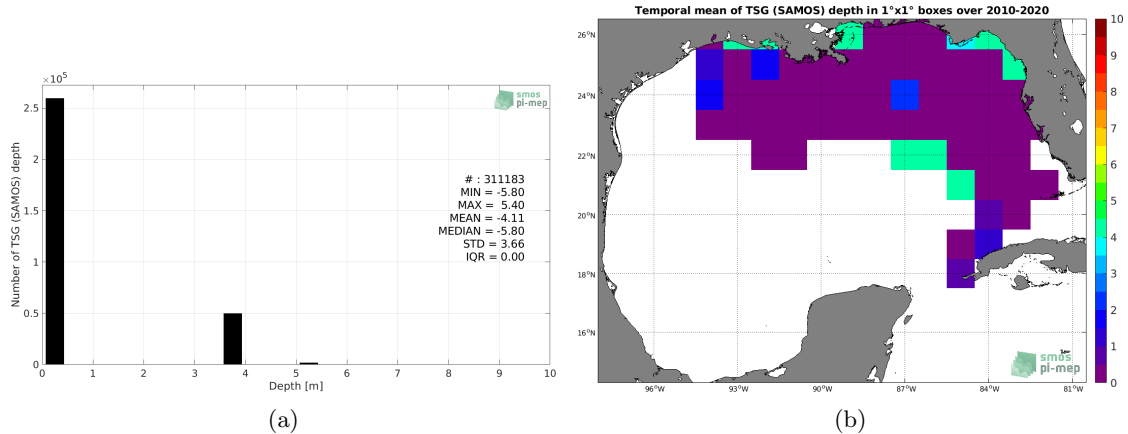 Temporal mean of TSG (SAMOS) depth in 1°x1° boxes over 2010-2020
×10⁵
2.5
2
1.5
1
0.5
0
Number of TSG (SAMOS) depth
smos
pi-mep
# : 311183
MIN = -5.80
MAX = 5.40
MEAN = -4.11
MEDIAN = -5.80
STD = 3.66
IQR = 0.00
0 1 2 3 4 5 6 7 8 9 10
Depth [m]
(a)
26°N
24°N
22°N
20°N
18°N
16°N
96°W 90°W 93°W 87°W 84°W 81°W
smos
pi-mep
10
9
8
7
6
5
4
3
2
1
0
(b)